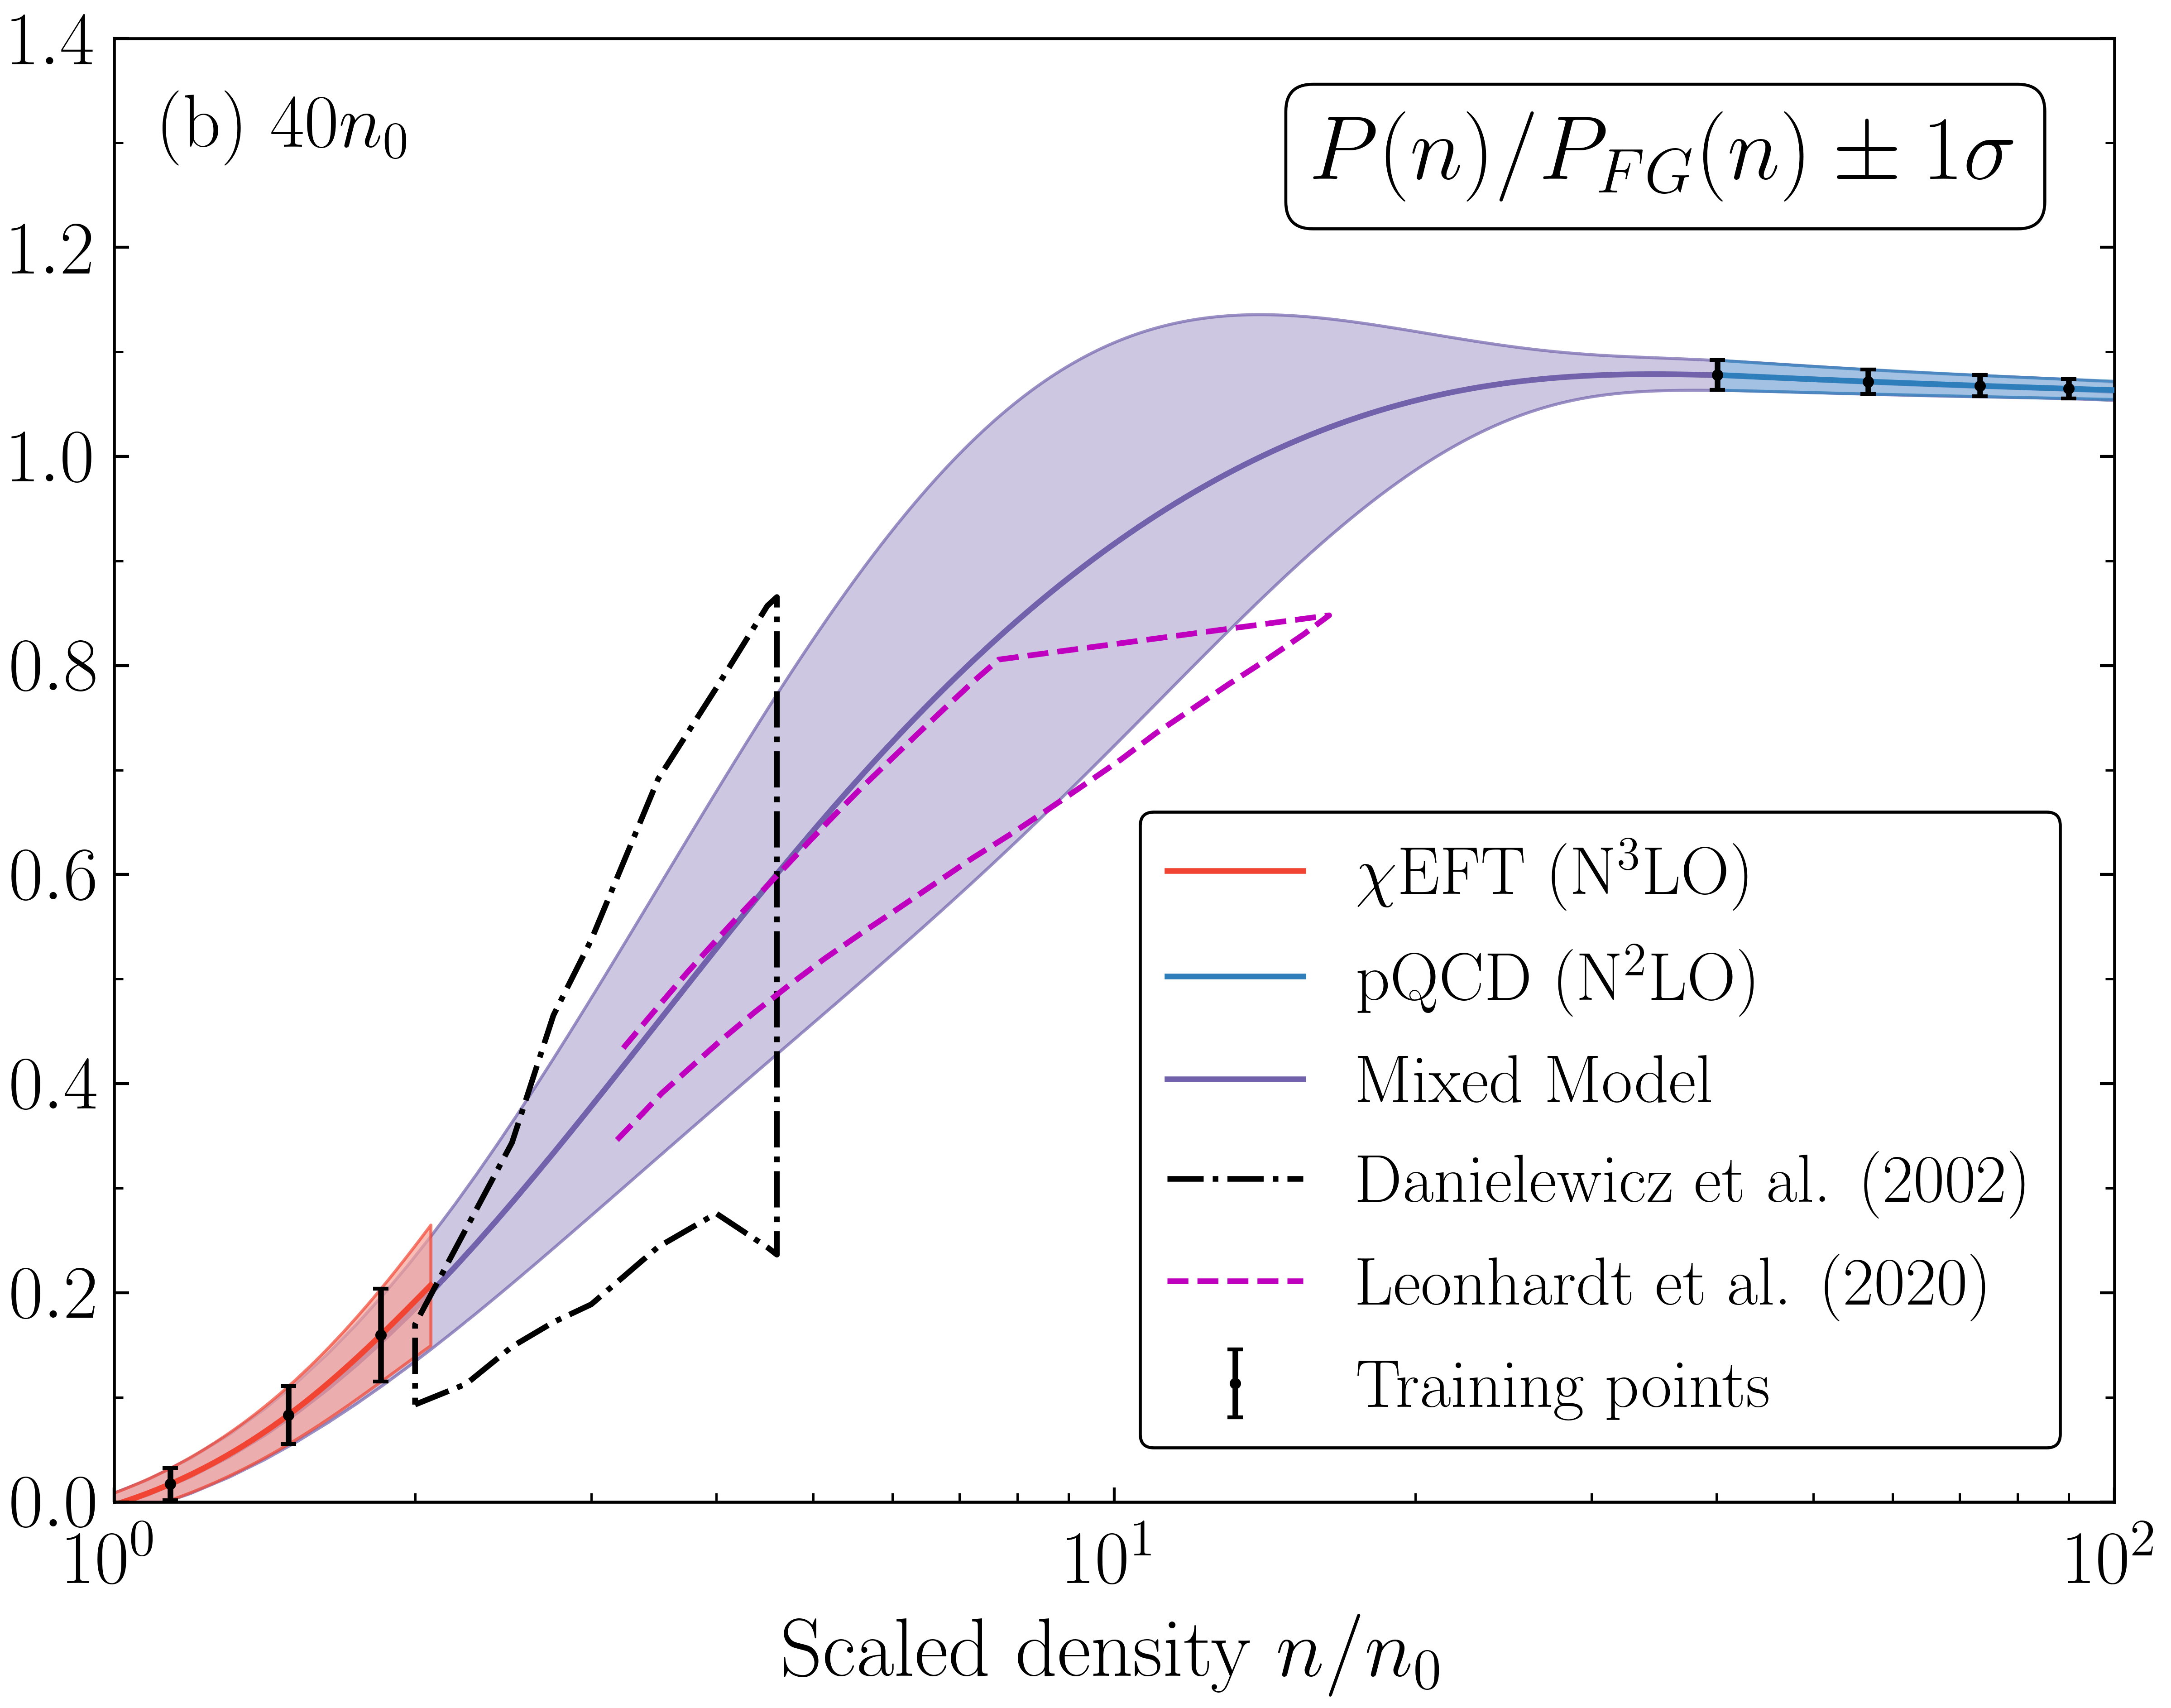 1.4
1.2
1.0
0.8
0.6
0.4
0.2
0.0
(b) 40n₀
P(n)/P_{FG}(n) ± 1σ
χEFT (N³LO)
pQCD (N²LO)
Mixed Model
Danielewicz et al. (2002)
Leonhardt et al. (2020)
Training points
10⁰
10¹
10²
Scaled density n/n₀